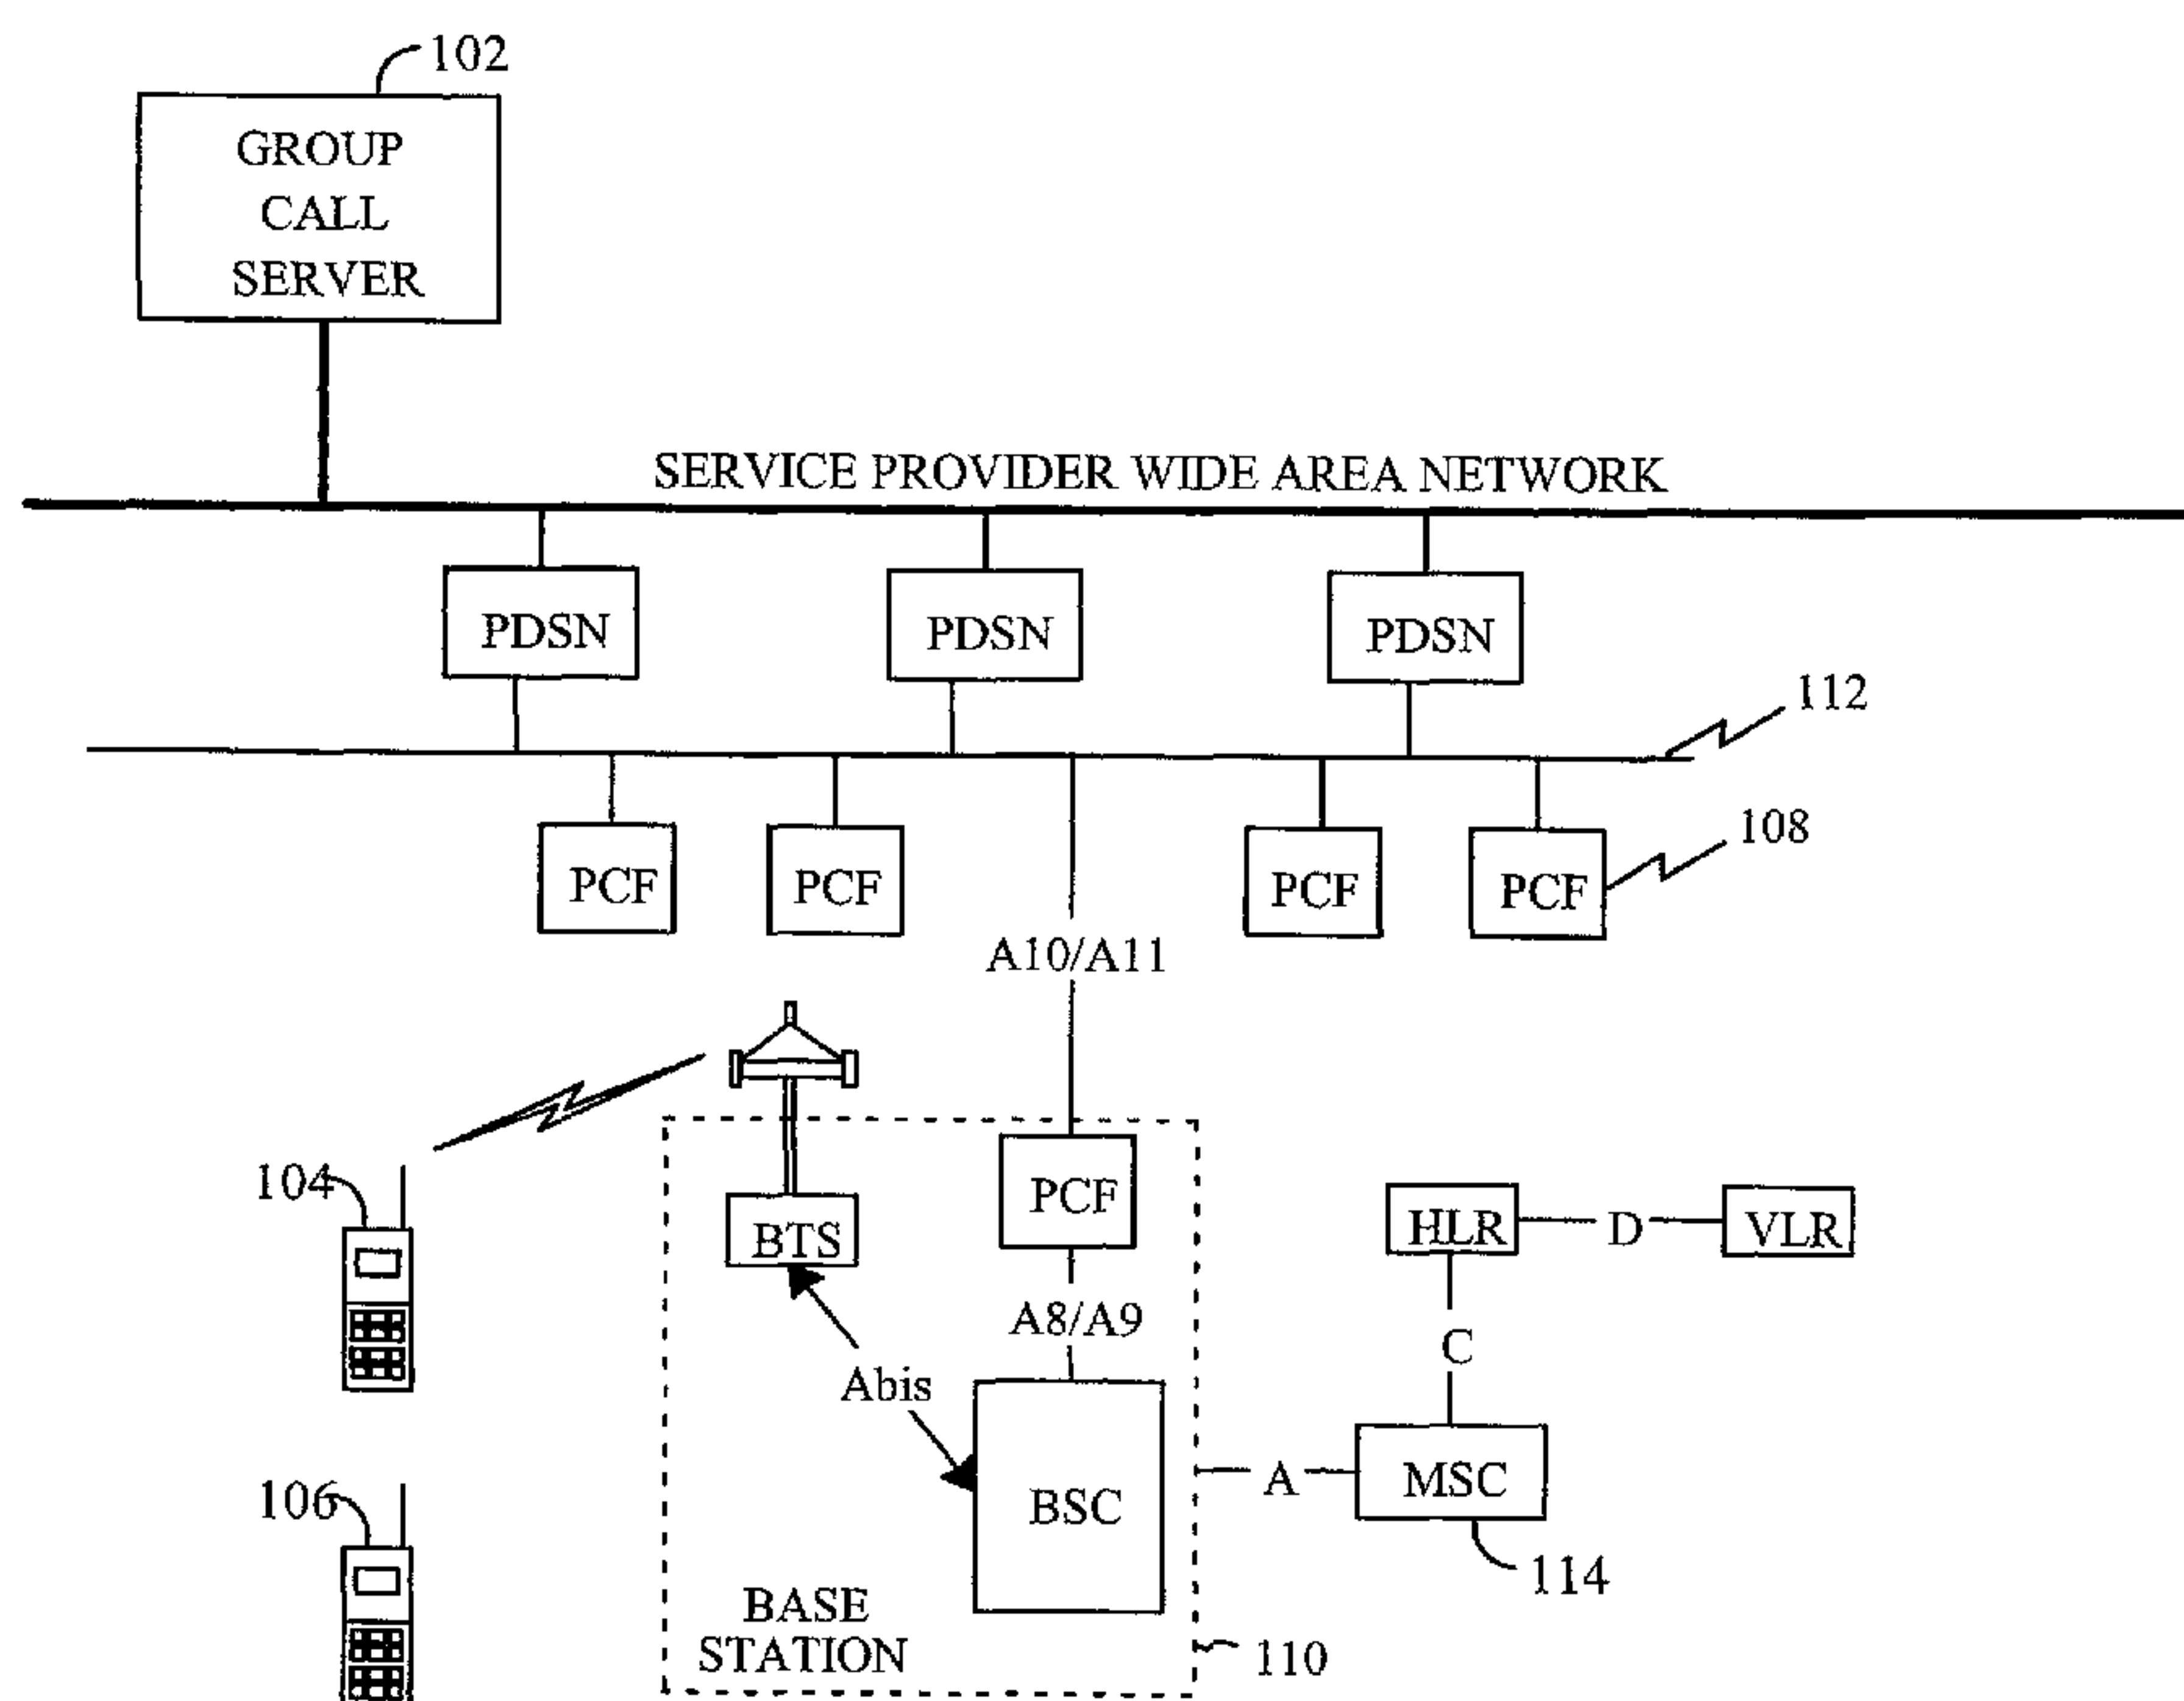 102
GROUP
CALL
SERVER
SERVICE PROVIDER WIDE AREA NETWORK
PDSN
PDSN
PDSN
112
108
PCF
PCF
PCF
PCF
A10/A11
104
BTS
PCF
HLR
D
VLR
A8/A9
C
Abis
106
BSC
A
MSC
114
BASE
STATION
110